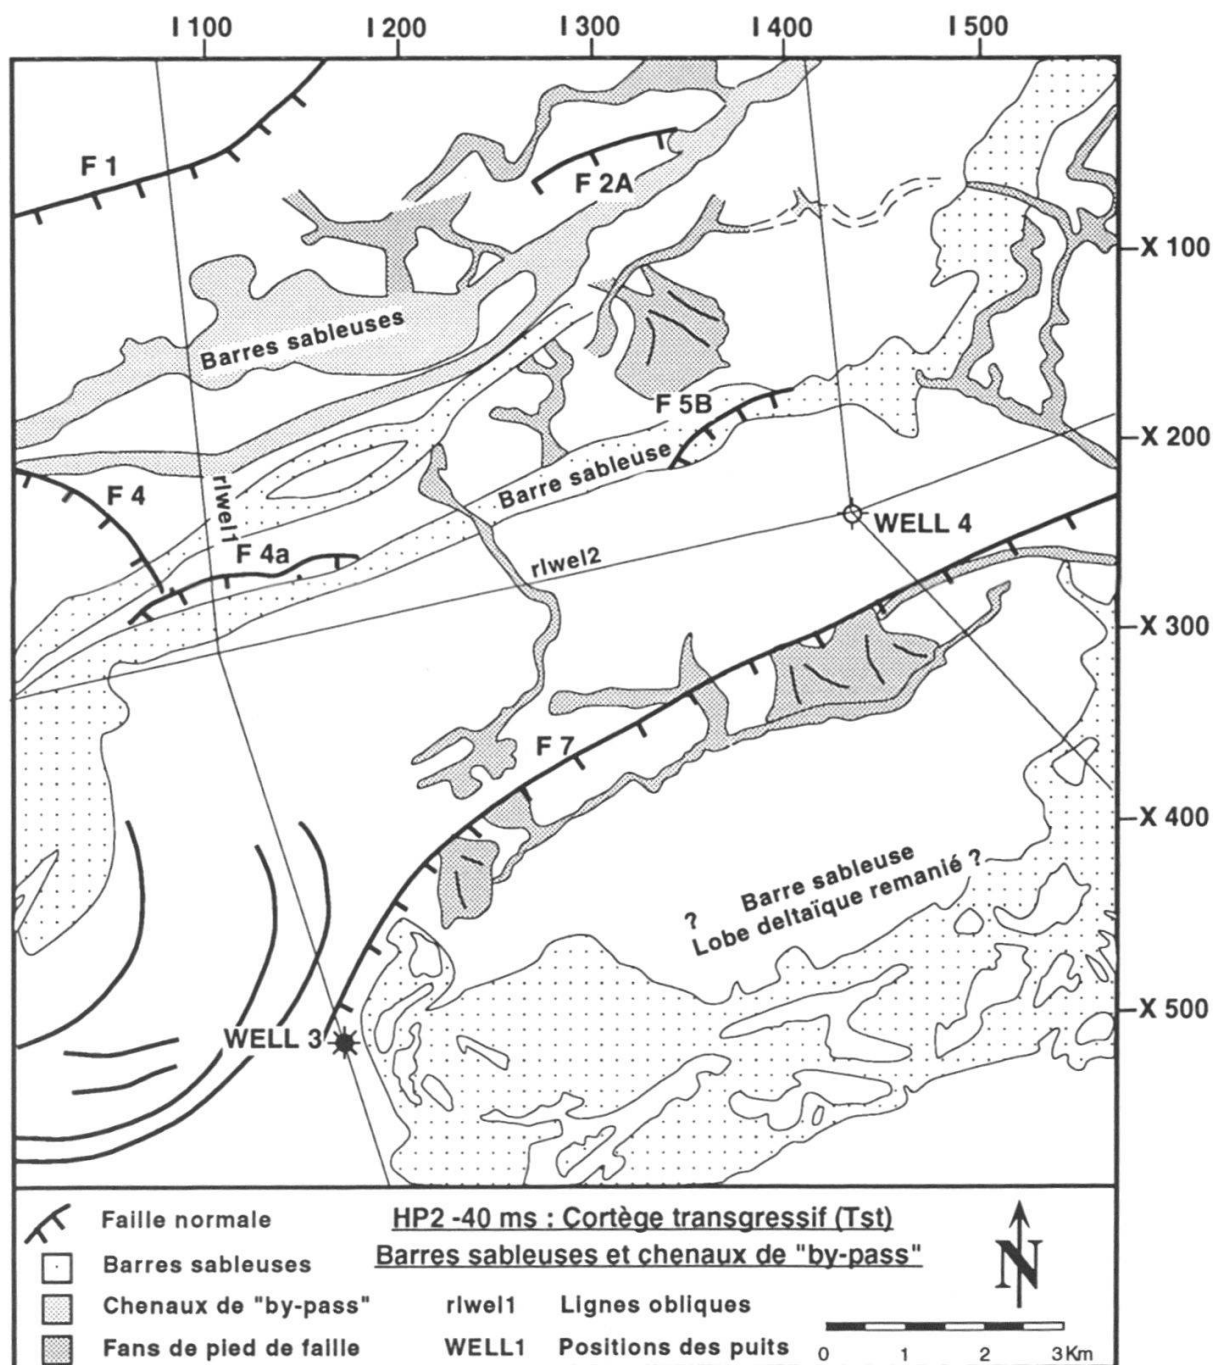 I 100 I 200 I 300 I 400 I 500
F 1
F 2A
X 100
Barres sableuses
F 5B
X 200
Barre sableuse
F 4
rlwel1
F 4a
WELL 4
rlwel2
X 300
F 7
X 400
? Barre sableuse
Lobe deltaïque remanié ?
X 500
WELL 3
Faille normale
Barres sableuses
Chenaux de "by-pass"
Fans de pied de faille
HP2 -40 ms : Cortège transgressif (Tst)
Barres sableuses et chenaux de "by-pass"
rlwel1 Lignes obliques
WELL1 Positions des puits
N
0 1 2 3 Km